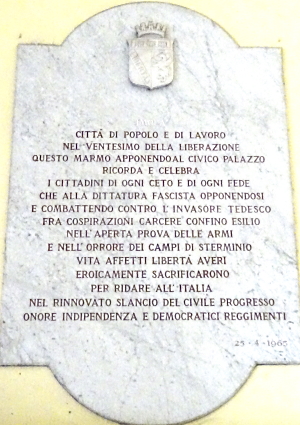 CITTÁ DI POPOLO E DI LAVORO
NEL VENTESIMO DELLA LIBERAZIONE
QUESTO MARMO APPONENDO AL CIVICO PALAZZO
RICORDA E CELEBRA
I CITTADINI DI OGNI CETO E DI OGNI FEDE
CHE ALLA DITTATURA FASCISTA OPPONENDOSI
E COMBATTENDO CONTRO L'INVASORE TEDESCO
FRA COSPIRAZIONI CARCERE CONFINO ESILIO
NELL'APERTA PROVA DELLE ARMI
E NELL'ORRORE DEI CAMPI DI STERMINIO
VITA AFFETTI LIBERTÁ AVERI
EROICAMENTE SACRIFICARONO
PER RIDARE ALL'ITALIA
NEL RINNOVATO SLANCIO DEL CIVILE PROGRESSO
ONORE INDIPENDENZA E DEMOCRATICI REGGIMENTI
25-4-1965